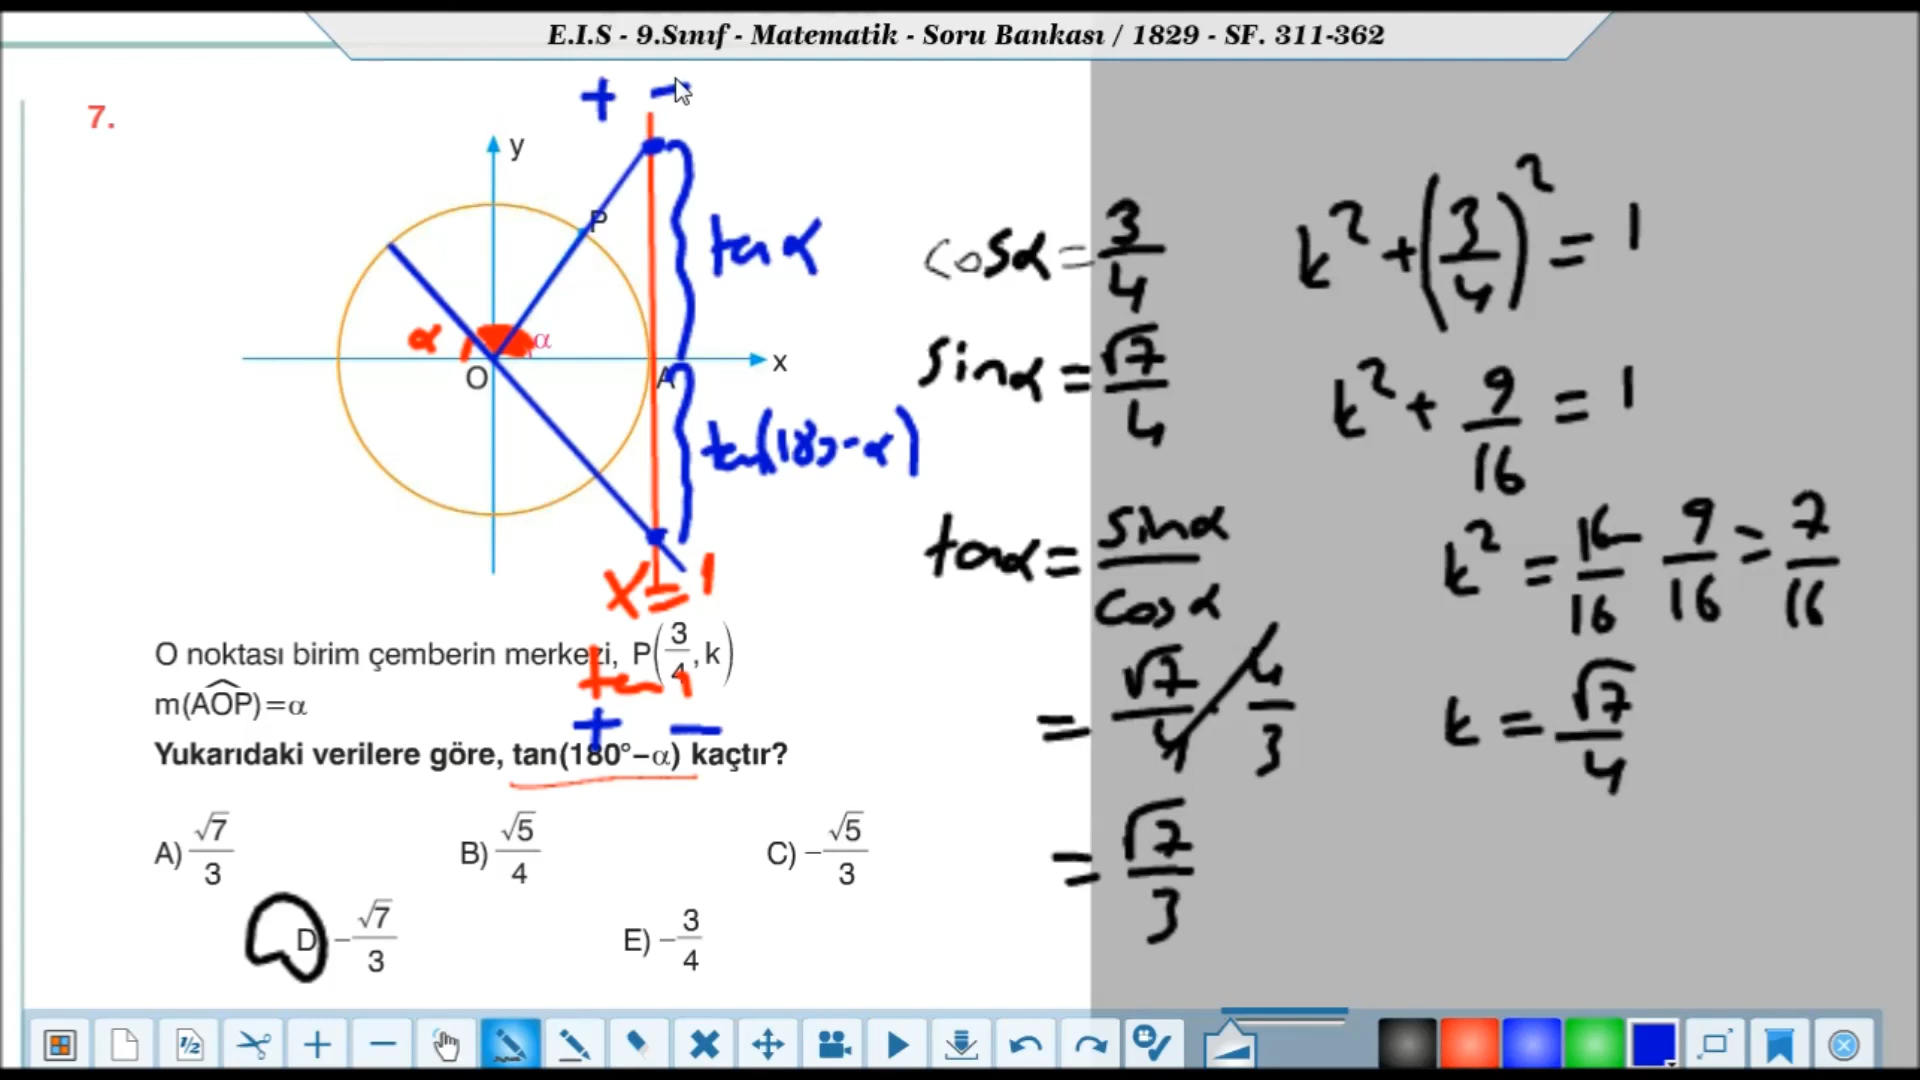 E.I.S - 9.Sınıf - Matematik - Soru Bankası / 1829 - SF. 311-362
7.
+ -
y
P
tan α
α
α
O
A
x
tan(180-α)
x=1
O noktası birim çemberin merkezi, P(3/4, k)
m(AOP)=α
tan
+ -
Yukarıdaki verilere göre, tan(180°-α) kaçtır?
A) √7/3
B) √5/4
C) -√5/3
D) -√7/3
E) -3/4
cosα = 3/4
sinα = √7/4
tanα = sinα/cosα
= √7/4 · 4/3
= √7/3
k² + (3/4)² = 1
k² + 9/16 = 1
k² = 16/16 - 9/16 = 7/16
k = √7/4
1/2